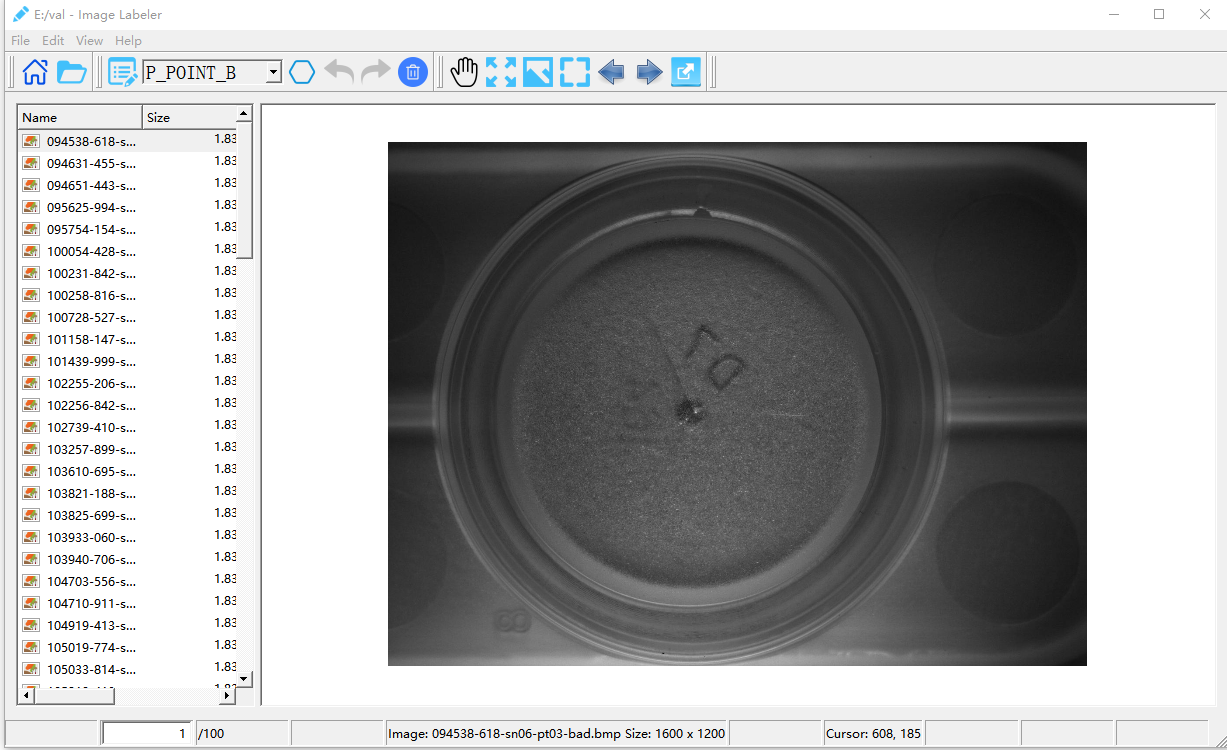 E:/val - Image Labeler
File Edit View Help
P_POINT_B
Name Size
094538-618-s... 1.83
094631-455-s... 1.83
094651-443-s... 1.83
095625-994-s... 1.83
095754-154-s... 1.83
100054-428-s... 1.83
100231-842-s... 1.83
100258-816-s... 1.83
100728-527-s... 1.83
101158-147-s... 1.83
101439-999-s... 1.83
102255-206-s... 1.83
102256-842-s... 1.83
102739-410-s... 1.83
103257-899-s... 1.83
103610-695-s... 1.83
103821-188-s... 1.83
103825-699-s... 1.83
103933-060-s... 1.83
103940-706-s... 1.83
104703-556-s... 1.83
104710-911-s... 1.83
104919-413-s... 1.83
105019-774-s... 1.83
105033-814-s... 1.83
1 /100 Image: 094538-618-sn06-pt03-bad.bmp Size: 1600 x 1200 Cursor: 608, 185